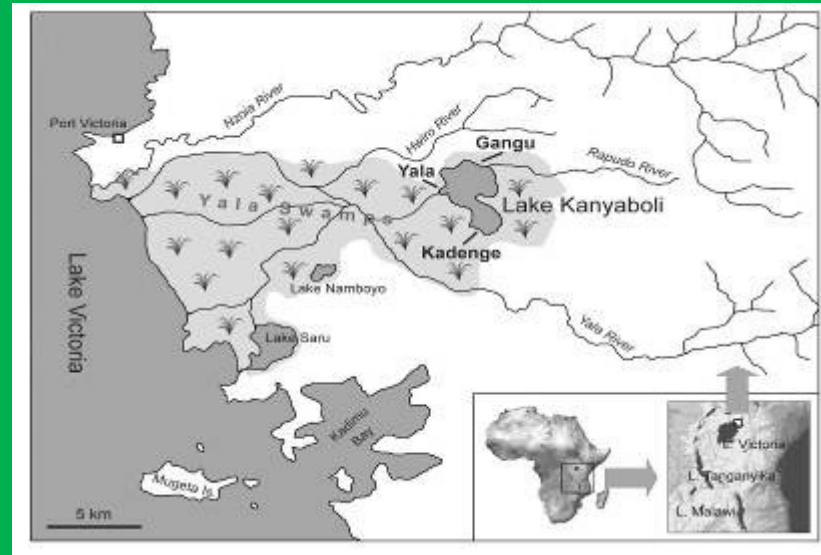 Port Victoria
Nzoia River
Hwiro River
Gangu
Rapudo River
Yala
Yala Swamps
Lake Kanyaboli
Kadenge
Lake Victoria
Lake Namboyo
Lake Saru
Yala River
Kadimu
Bay
Mugeta Is.
5 km
L. Victoria
L. Tanganyika
L. Malawi